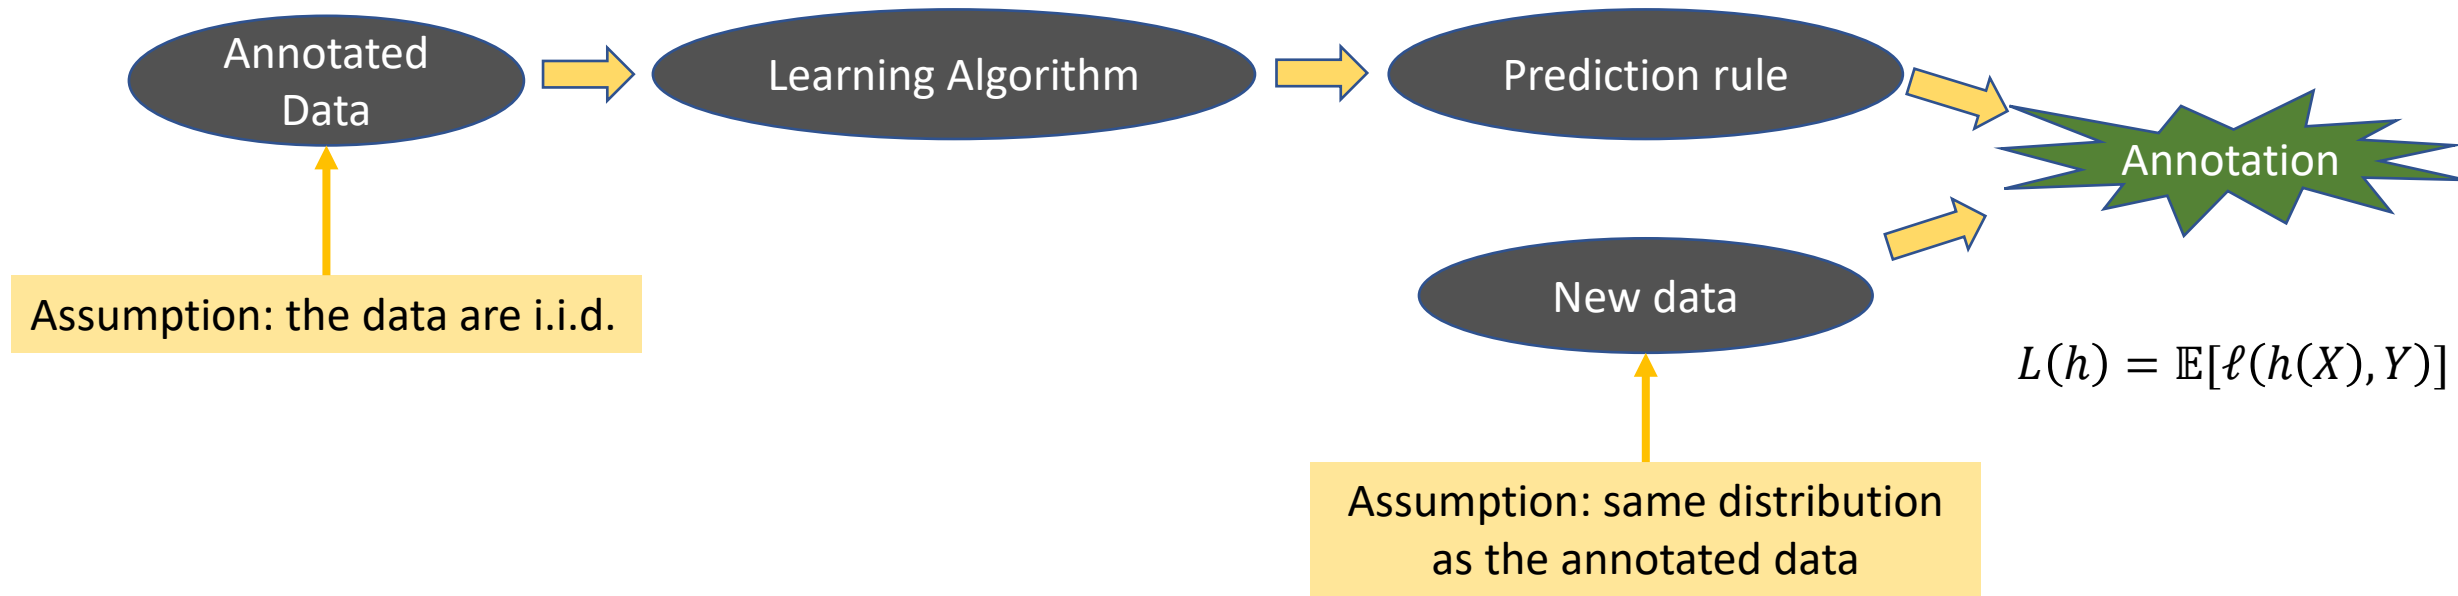 Annotated
Data
Learning Algorithm
Prediction rule
Annotation
New data
Assumption: the data are i.i.d.
L(h) = 𝔼[ℓ(h(X), Y)]
Assumption: same distribution
as the annotated data